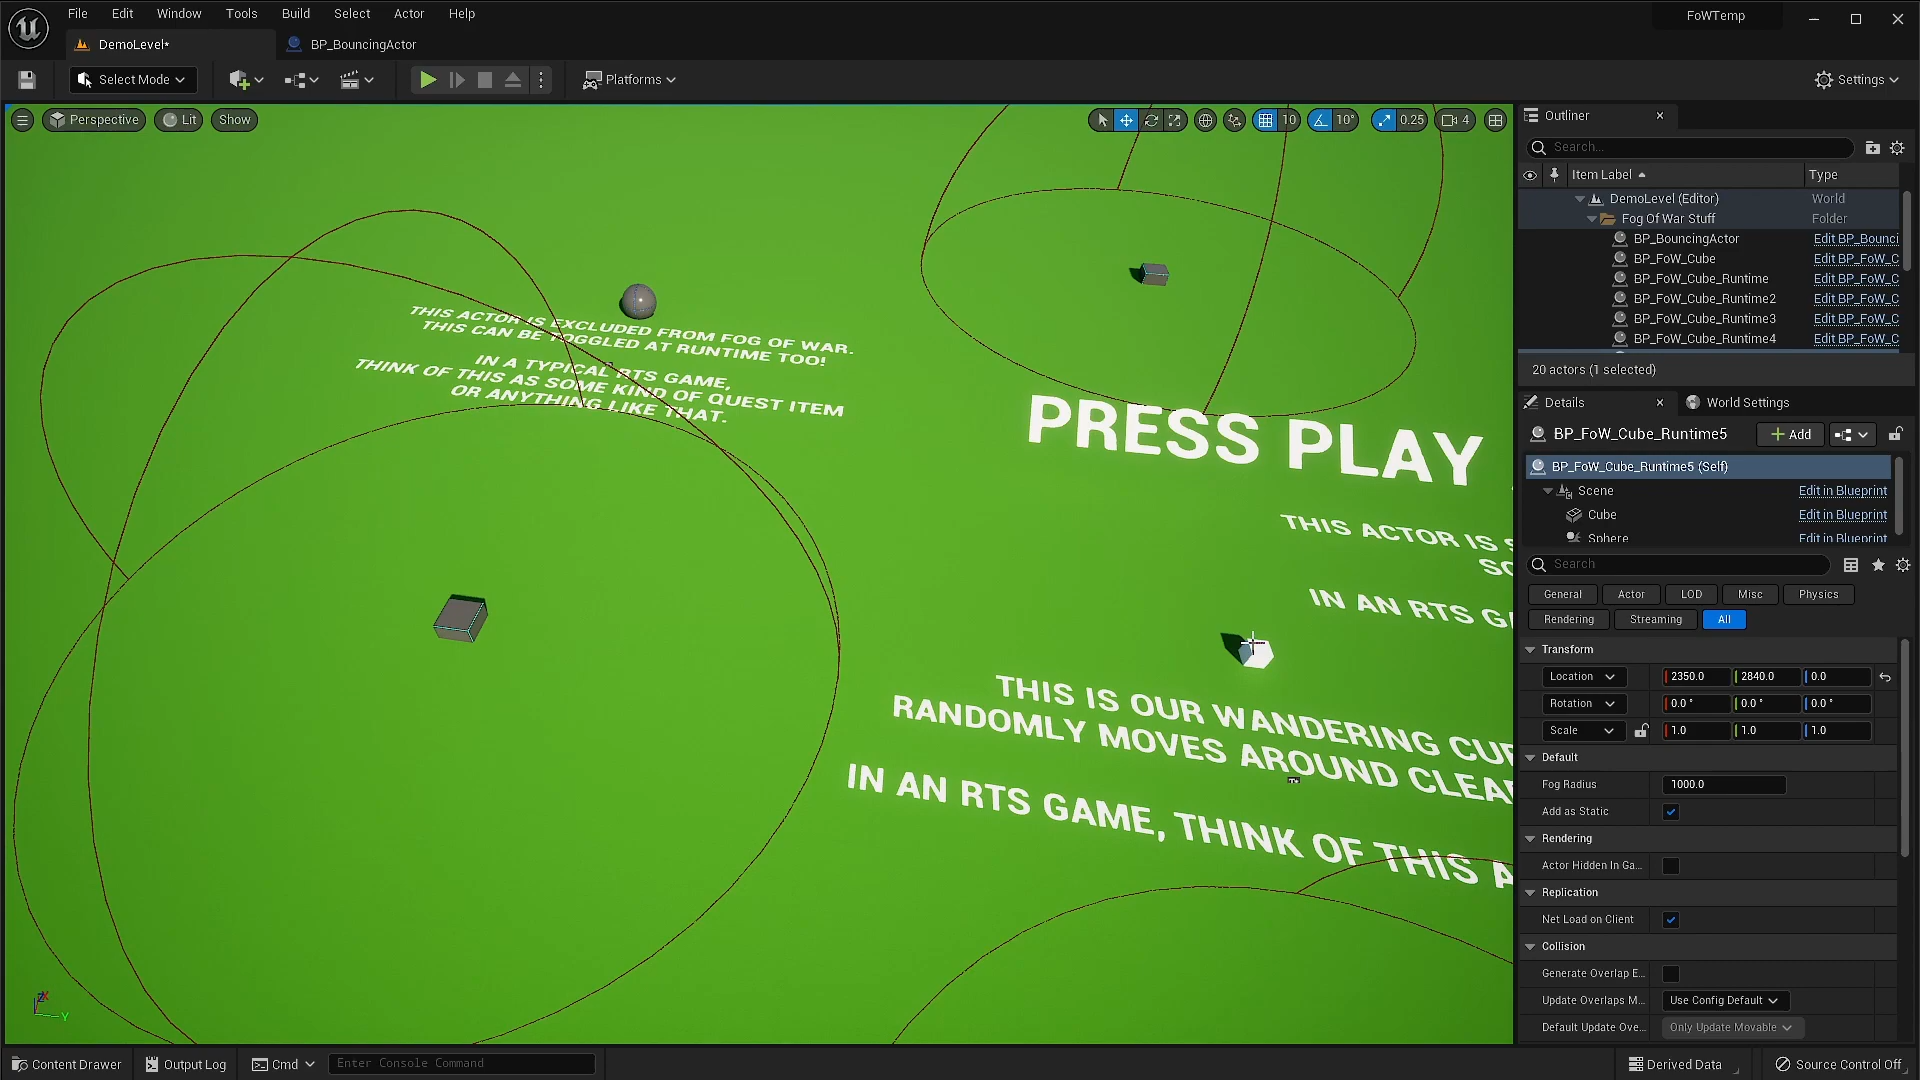 File Edit Window Tools Build Select Actor Help
FoWTemp
DemoLevel*
BP_BouncingActor
Select Mode
Platforms
Settings
Perspective
Lit
Show
10
10°
0.25
4
THIS ACTOR IS EXCLUDED FROM FOG OF WAR.
THIS CAN BE TOGGLED AT RUNTIME TOO!
IN A TYPICAL RTS GAME,
THINK OF THIS AS SOME KIND OF QUEST ITEM
OR ANYTHING LIKE THAT.
PRESS PLAY
THIS ACTOR IS S
SO
IN AN RTS GA
THIS IS OUR WANDERING CU
RANDOMLY MOVES AROUND CLEA
IN AN RTS GAME, THINK OF THIS A
Outliner
Search...
Item Label
Type
DemoLevel (Editor)
World
Fog Of War Stuff
Folder
BP_BouncingActor
Edit BP_Bounci
BP_FoW_Cube
Edit BP_FoW_C
BP_FoW_Cube_Runtime
Edit BP_FoW_C
BP_FoW_Cube_Runtime2
Edit BP_FoW_C
BP_FoW_Cube_Runtime3
Edit BP_FoW_C
BP_FoW_Cube_Runtime4
Edit BP_FoW_C
20 actors (1 selected)
Details
World Settings
BP_FoW_Cube_Runtime5
Add
BP_FoW_Cube_Runtime5 (Self)
Scene
Edit in Blueprint
Cube
Edit in Blueprint
Sphere
Edit in Blueprint
Search
General
Actor
LOD
Misc
Physics
Rendering
Streaming
All
Transform
Location
2350.0
2840.0
0.0
Rotation
0.0 °
0.0 °
0.0 °
Scale
1.0
1.0
1.0
Default
Fog Radius
1000.0
Add as Static
Rendering
Actor Hidden In Ga...
Replication
Net Load on Client
Collision
Generate Overlap E...
Update Overlaps M...
Use Config Default
Default Update Ove...
Only Update Movable
Z
X
Y
Content Drawer
Output Log
Cmd
Enter Console Command
Derived Data
Source Control Off